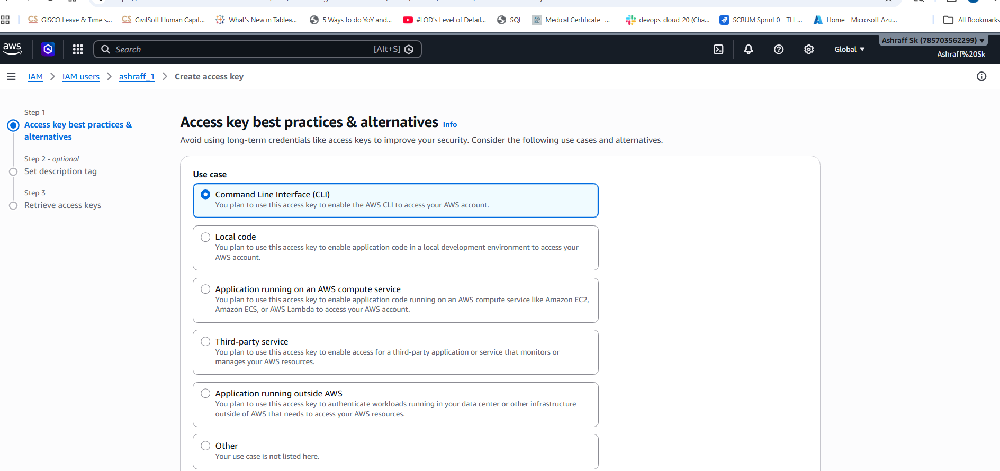 GISCO Leave & Time s...
CivilSoft Human Capit...
What's New in Tablea...
5 Ways to do YoY and...
#LOD's Level of Detail...
SQL
Medical Certificate -...
devops-cloud-20 (Cha...
SCRUM Sprint 0 - TH-...
Home - Microsoft Azu...
All Bookmarks
aws
Search
[Alt+S]
Global
Ashraff Sk (785703562299)
Ashraff%20Sk
IAM
IAM users
ashraff_1
Create access key
Step 1
Access key best practices &
alternatives
Step 2 - optional
Set description tag
Step 3
Retrieve access keys
Access key best practices & alternatives Info
Avoid using long-term credentials like access keys to improve your security. Consider the following use cases and alternatives.
Use case
Command Line Interface (CLI)
You plan to use this access key to enable the AWS CLI to access your AWS account.
Local code
You plan to use this access key to enable application code in a local development environment to access your
AWS account.
Application running on an AWS compute service
You plan to use this access key to enable application code running on an AWS compute service like Amazon EC2,
Amazon ECS, or AWS Lambda to access your AWS account.
Third-party service
You plan to use this access key to enable access for a third-party application or service that monitors or
manages your AWS resources.
Application running outside AWS
You plan to use this access key to authenticate workloads running in your data center or other infrastructure
outside of AWS that needs to access your AWS resources.
Other
Your use case is not listed here.